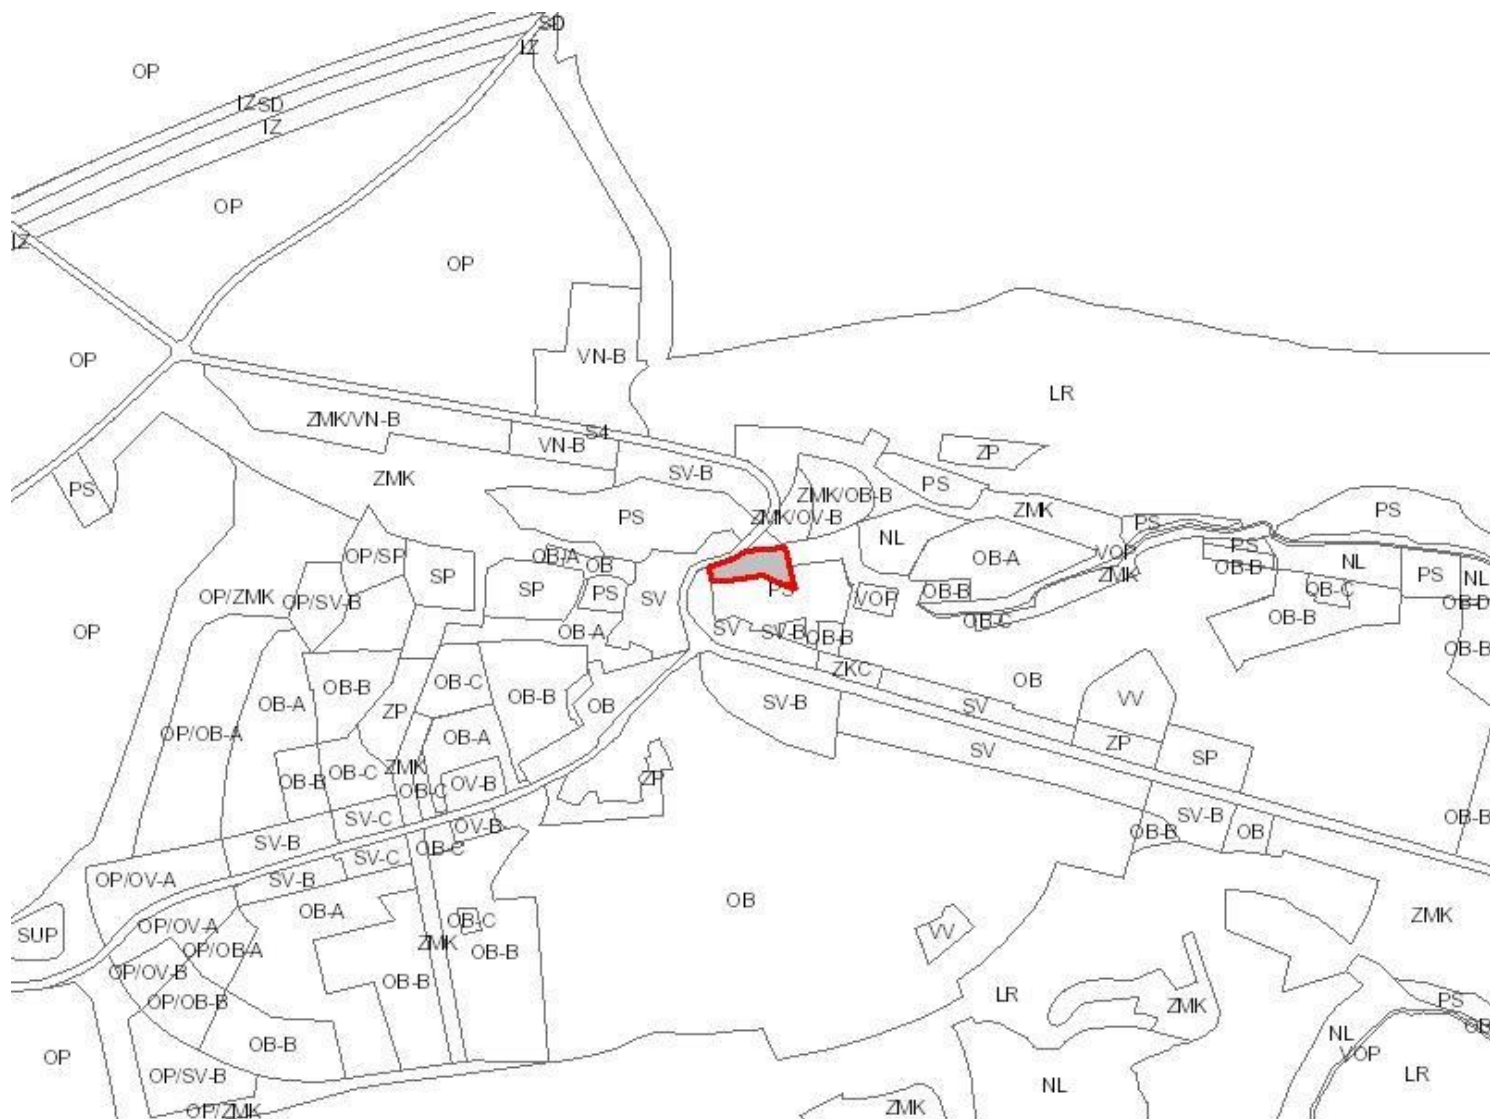 SD
IZ
OP
IZ SD
IZ
OP
IZ
OP
VN-B
OP
LR
ZMK/VN-B
S4
VN-B
ZP
SV-B
ZMK
PS
PS
ZMK/OB-B
ZMK
PS
PS
ZMK/OV-B
PS
NL
OB-A
VOP
PS
OB/A
OP/SP
OB
NL
OB-B
ZMK
SP
SP
PS
PS
NL
OB-B
OB-C
PS
VOP
SV
OP/ZMK
OP/SV-B
OB-D
OB-C
OB-B
OP
OB-A
SV
SV-B
OB-B
OB-B
ZKC
OB-C
OB
OB-B
OB-B
OB-A
SV-B
VV
OB
SV
ZP
OP/OB-A
OB-A
ZP
SV
SP
ZMK
OB-C
OB-B
OV-B
ZP
OB-C
SV-B
OB-B
SV-C
OV-B
OB-B
OB
SV-B
OB-C
SV-C
OP/OV-A
SV-B
OB
OB-A
ZMK
OB-C
OP/OV-A
VV
SUP
ZMK
OP/OB-A
OB-B
OP/OV-B
OB-B
LR
OP/OB-B
PS
ZMK
OB
NL
OB-B
VOP
OP
OP/SV-B
LR
NL
ZMK
OP/ZMK